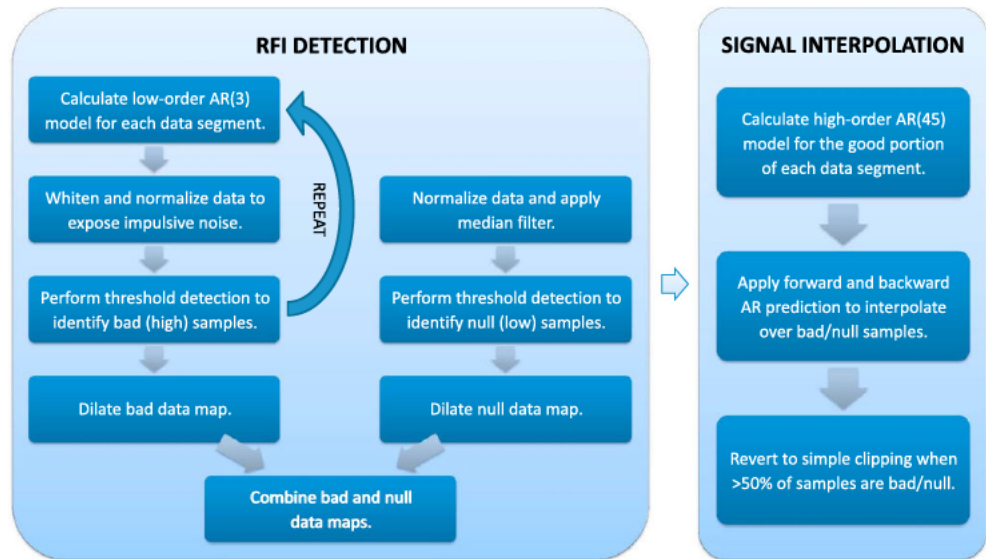 RFI DETECTION
Calculate low-order AR(3)
model for each data segment.
Whiten and normalize data to
expose impulsive noise.
Perform threshold detection to
identify bad (high) samples.
Dilate bad data map.
REPEAT
Normalize data and apply
median filter.
Perform threshold detection to
identify null (low) samples.
Dilate null data map.
Combine bad and null
data maps.
SIGNAL INTERPOLATION
Calculate high-order AR(45)
model for the good portion
of each data segment.
Apply forward and backward
AR prediction to interpolate
over bad/null samples.
Revert to simple clipping when
>50% of samples are bad/null.